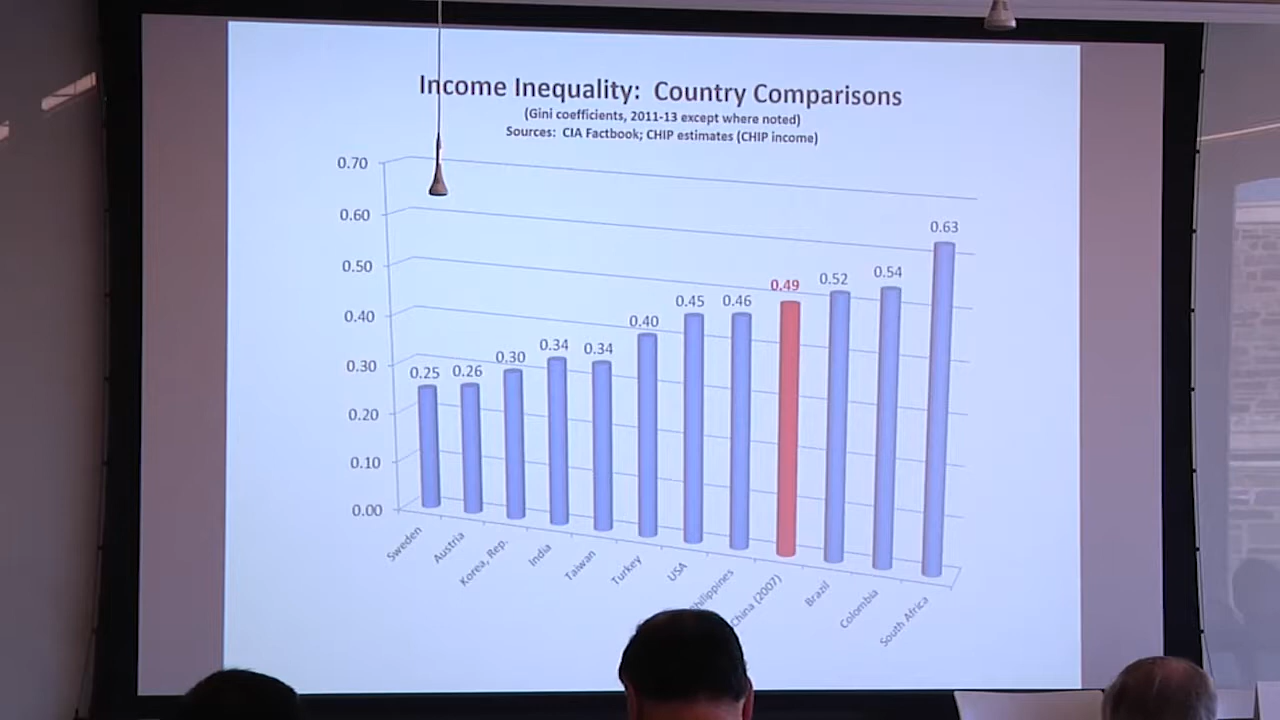 Income Inequality: Country Comparisons
(Gini coefficients, 2011-13 except where noted)
Sources: CIA Factbook; CHIP estimates (CHIP income)
0.70
0.60
0.50
0.40
0.30
0.20
0.10
0.00
0.25
0.26
0.30
0.34
0.34
0.40
0.45
0.46
0.49
0.52
0.54
0.63
Sweden
Austria
Korea, Rep.
India
Taiwan
Turkey
USA
Philippines
China (2007)
Brazil
Colombia
South Africa